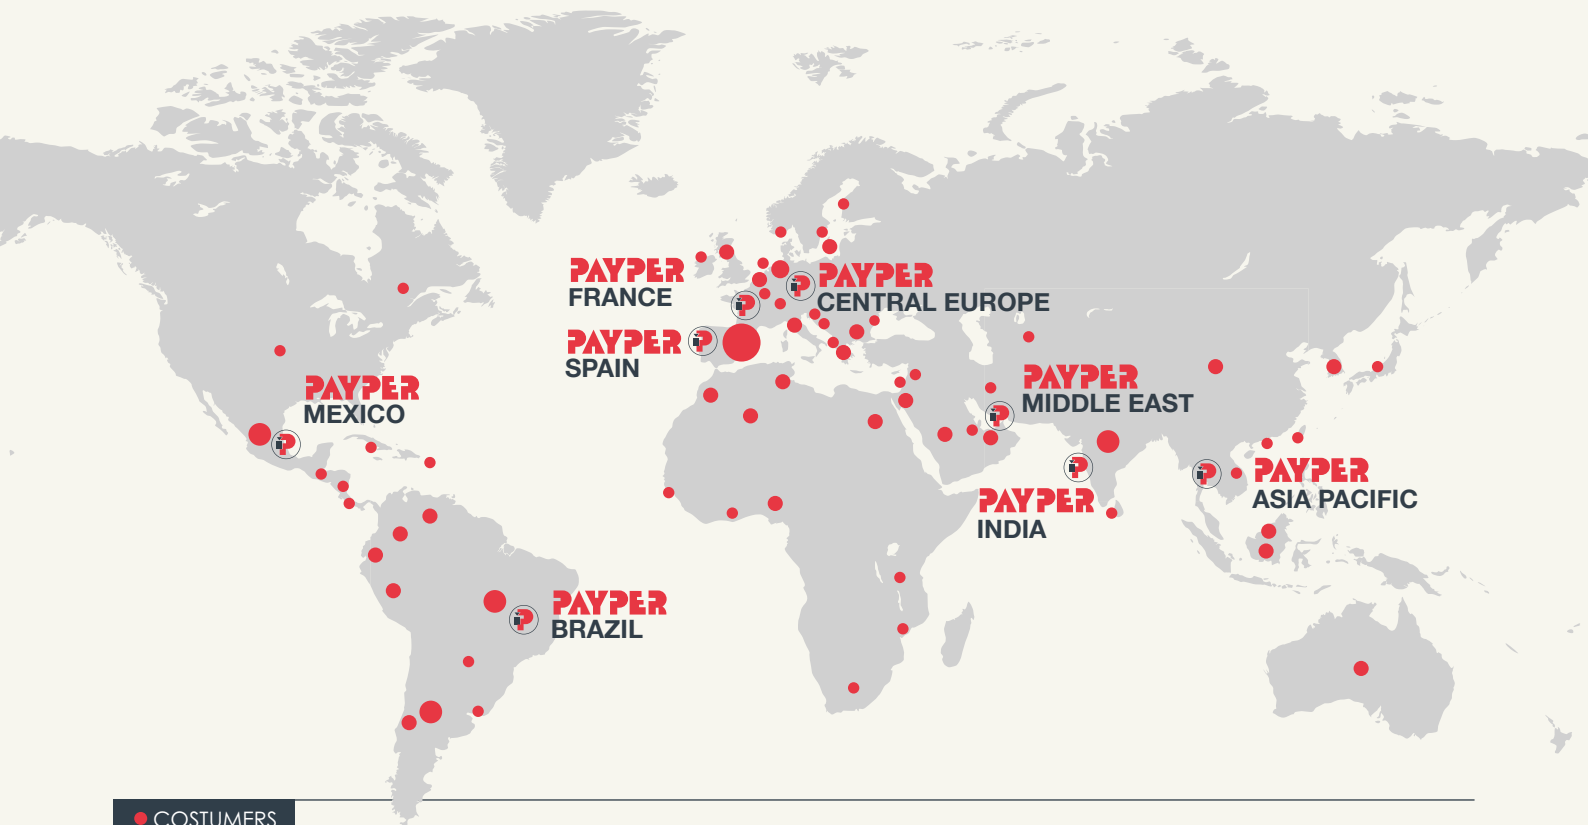 PAYPER
FRANCE
PAYPER
CENTRAL EUROPE
PAYPER
SPAIN
PAYPER
MEXICO
PAYPER
MIDDLE EAST
PAYPER
ASIA PACIFIC
PAYPER
INDIA
PAYPER
BRAZIL
COSTUMERS